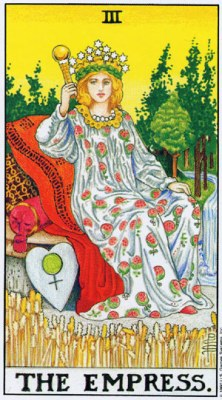 III
THE EMPRESS.